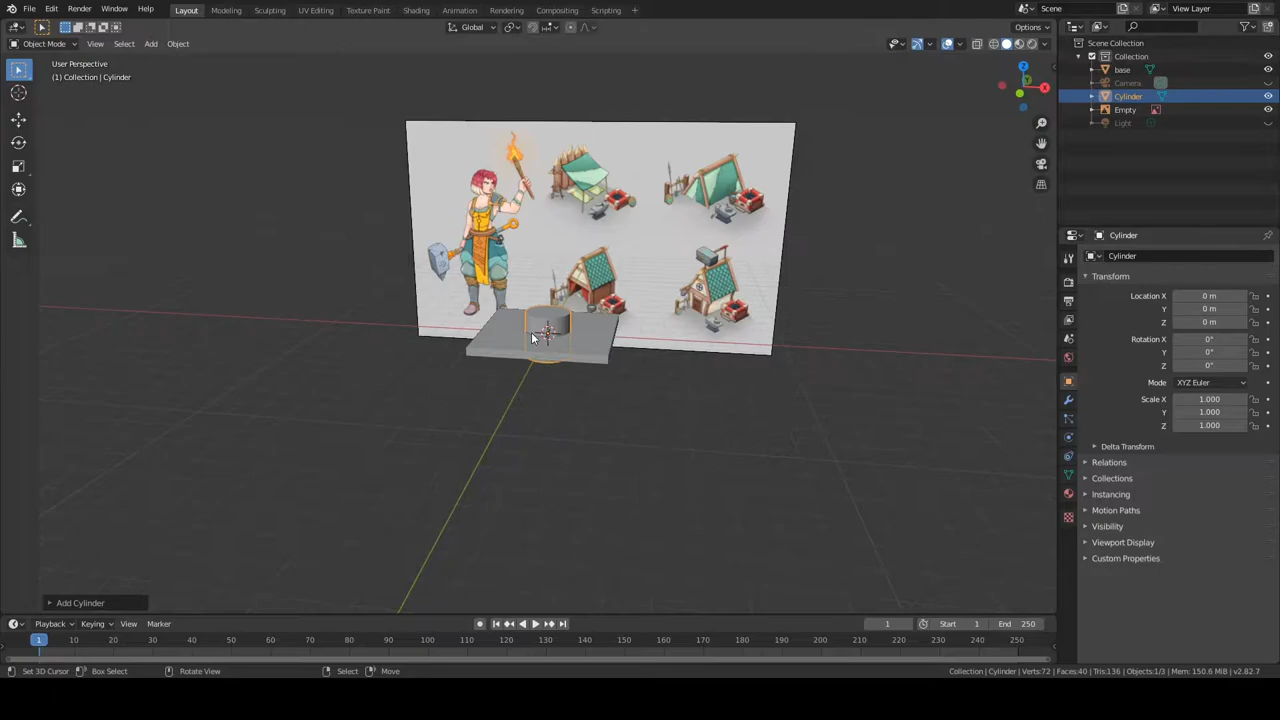 File Edit Render Window Help Layout Modeling Sculpting UV Editing Texture Paint Shading Animation Rendering Compositing Scripting + Scene View Layer
Global Options
Object Mode View Select Add Object
User Perspective
(1) Collection | Cylinder
Z
X
Y
Scene Collection
Collection
base
Camera
Cylinder
Empty
Light
Cylinder
Cylinder
Transform
Location X 0 m
Y 0 m
Z 0 m
Rotation X 0°
Y 0°
Z 0°
Mode XYZ Euler
Scale X 1.000
Y 1.000
Z 1.000
Delta Transform
Relations
Collections
Instancing
Motion Paths
Visibility
Viewport Display
Custom Properties
Add Cylinder
Playback Keying View Marker 1 Start 1 End 250
1 10 20 30 40 50 60 70 80 90 100 110 120 130 140 150 160 170 180 190 200 210 220 230 240 250
Set 3D Cursor Box Select Rotate View Select Move Collection | Cylinder | Verts:72 | Faces:40 | Tris:136 | Objects:1/3 | Mem: 150.6 MiB | v2.82.7